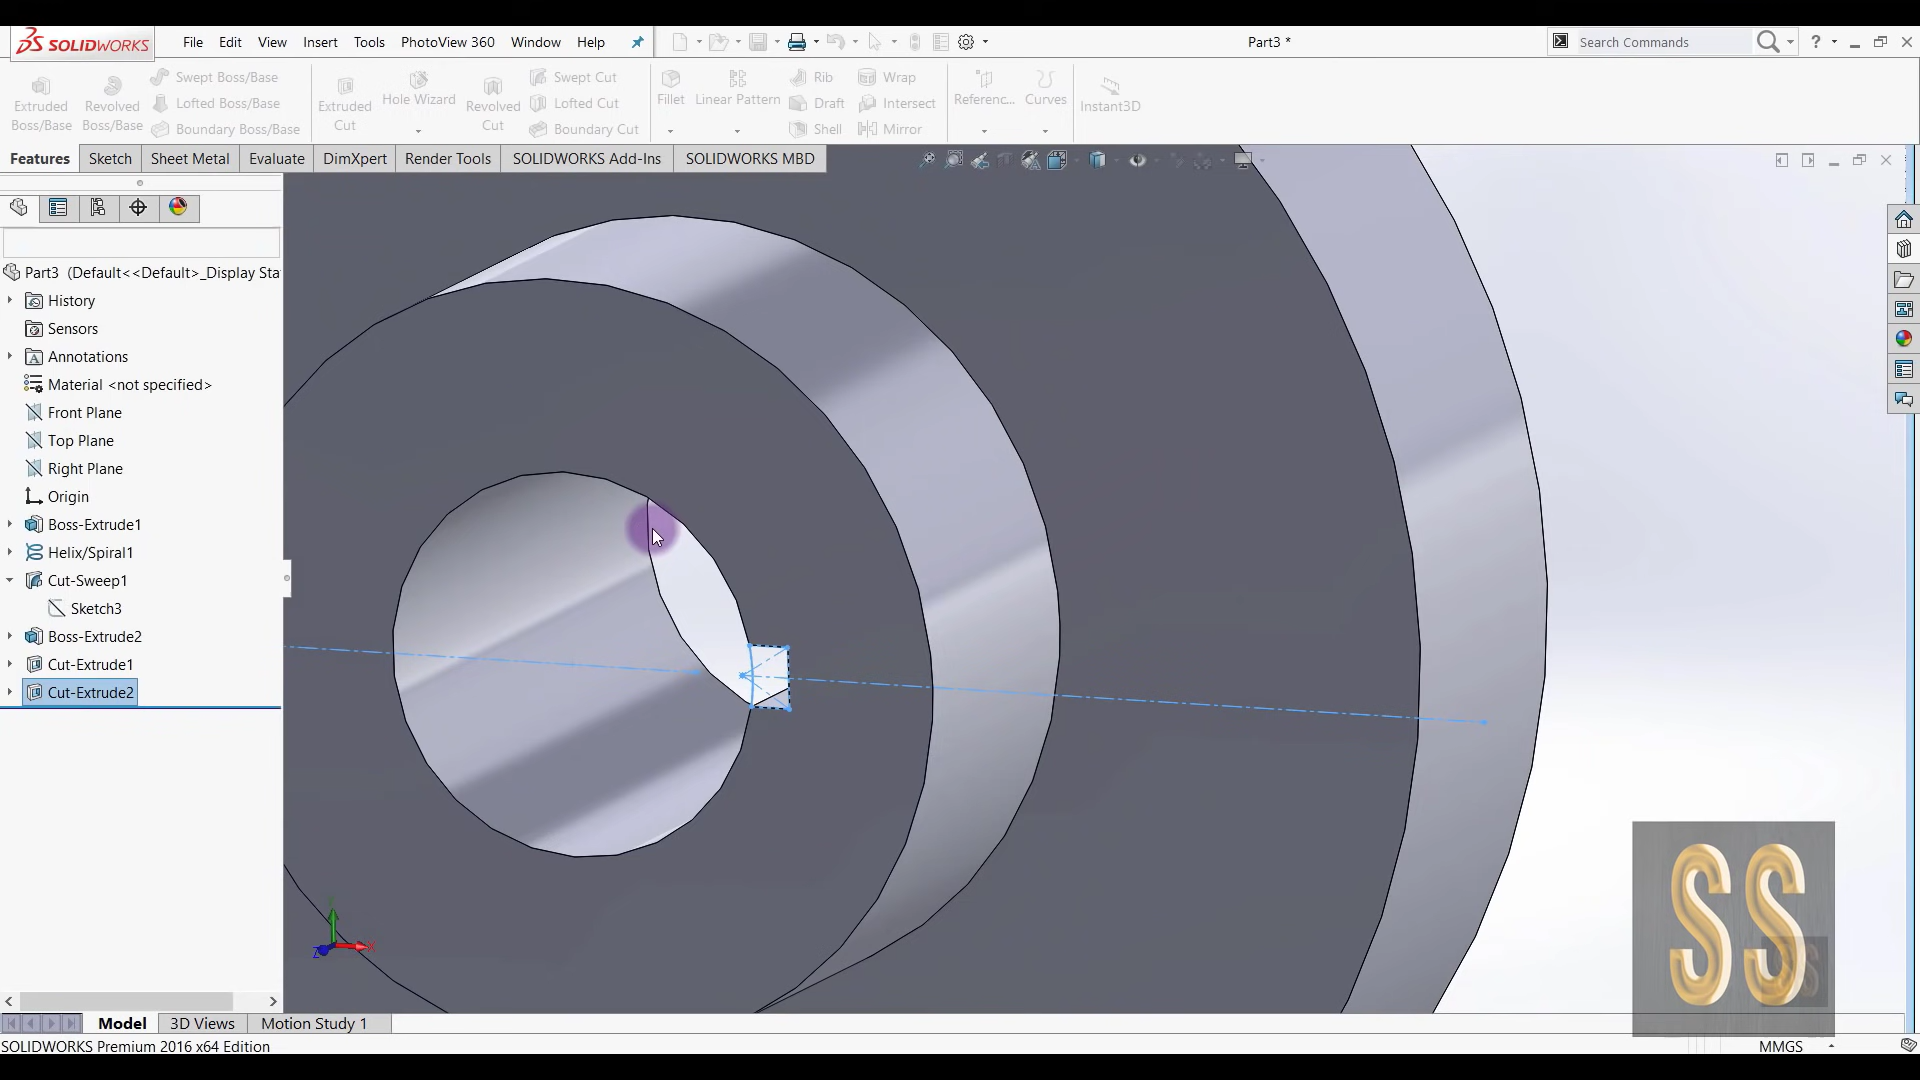 SOLIDWORKS File Edit View Insert Tools PhotoView 360 Window Help Part3 * Search Commands ?
Extruded Boss/Base
Revolved Boss/Base
Swept Boss/Base
Lofted Boss/Base
Boundary Boss/Base
Extruded Cut
Hole Wizard
Revolved Cut
Swept Cut
Lofted Cut
Boundary Cut
Fillet
Linear Pattern
Rib
Draft
Shell
Wrap
Intersect
Mirror
Referenc...
Curves
Instant3D
Features Sketch Sheet Metal Evaluate DimXpert Render Tools SOLIDWORKS Add-Ins SOLIDWORKS MBD
Part3 (Default<<Default>_Display Sta
History
Sensors
Annotations
Material <not specified>
Front Plane
Top Plane
Right Plane
Origin
Boss-Extrude1
Helix/Spiral1
Cut-Sweep1
Sketch3
Boss-Extrude2
Cut-Extrude1
Cut-Extrude2
X
Z
SS
Model 3D Views Motion Study 1
SOLIDWORKS Premium 2016 x64 Edition MMGS